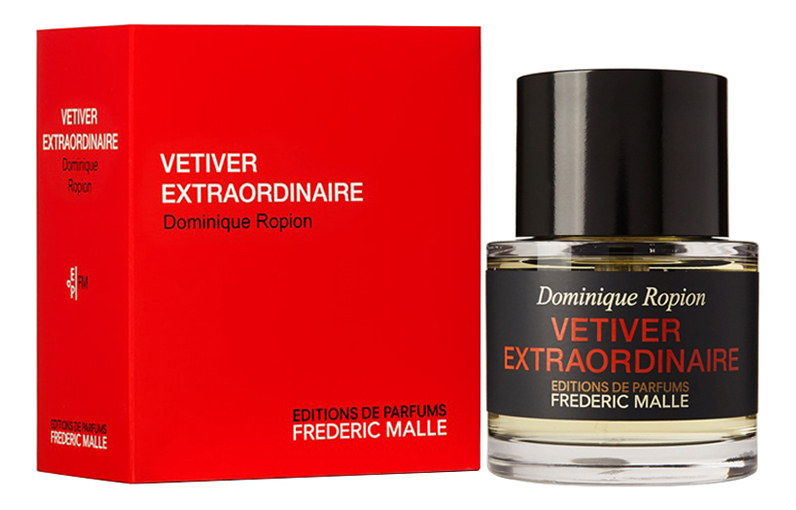 VETIVER
EXTRAORDINAIRE
Dominique
Ropion
E
d P
FM
EDITIONS DE PARFUMS
FREDERIC MALLE
VETIVER
EXTRAORDINAIRE
Dominique Ropion
EDITIONS DE PARFUMS
FREDERIC MALLE
Dominique Ropion
VETIVER
EXTRAORDINAIRE
EDITIONS DE PARFUMS
FREDERIC MALLE